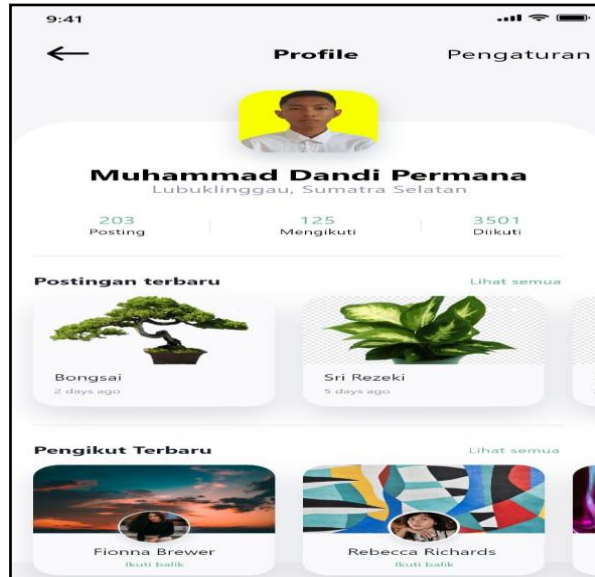 9:41
Profile
Pengaturan
Muhammad Dandi Permana
Lubuklinggau, Sumatra Selatan
203 125 3501
Posting Mengikuti Diikuti
Postingan terbaru Lihat semua
Bongsai Sri Rezeki
2 days ago 5 days ago
Pengikut Terbaru Lihat semua
Fionna Brewer Rebecca Richards
Ikuti balik Ikuti balik